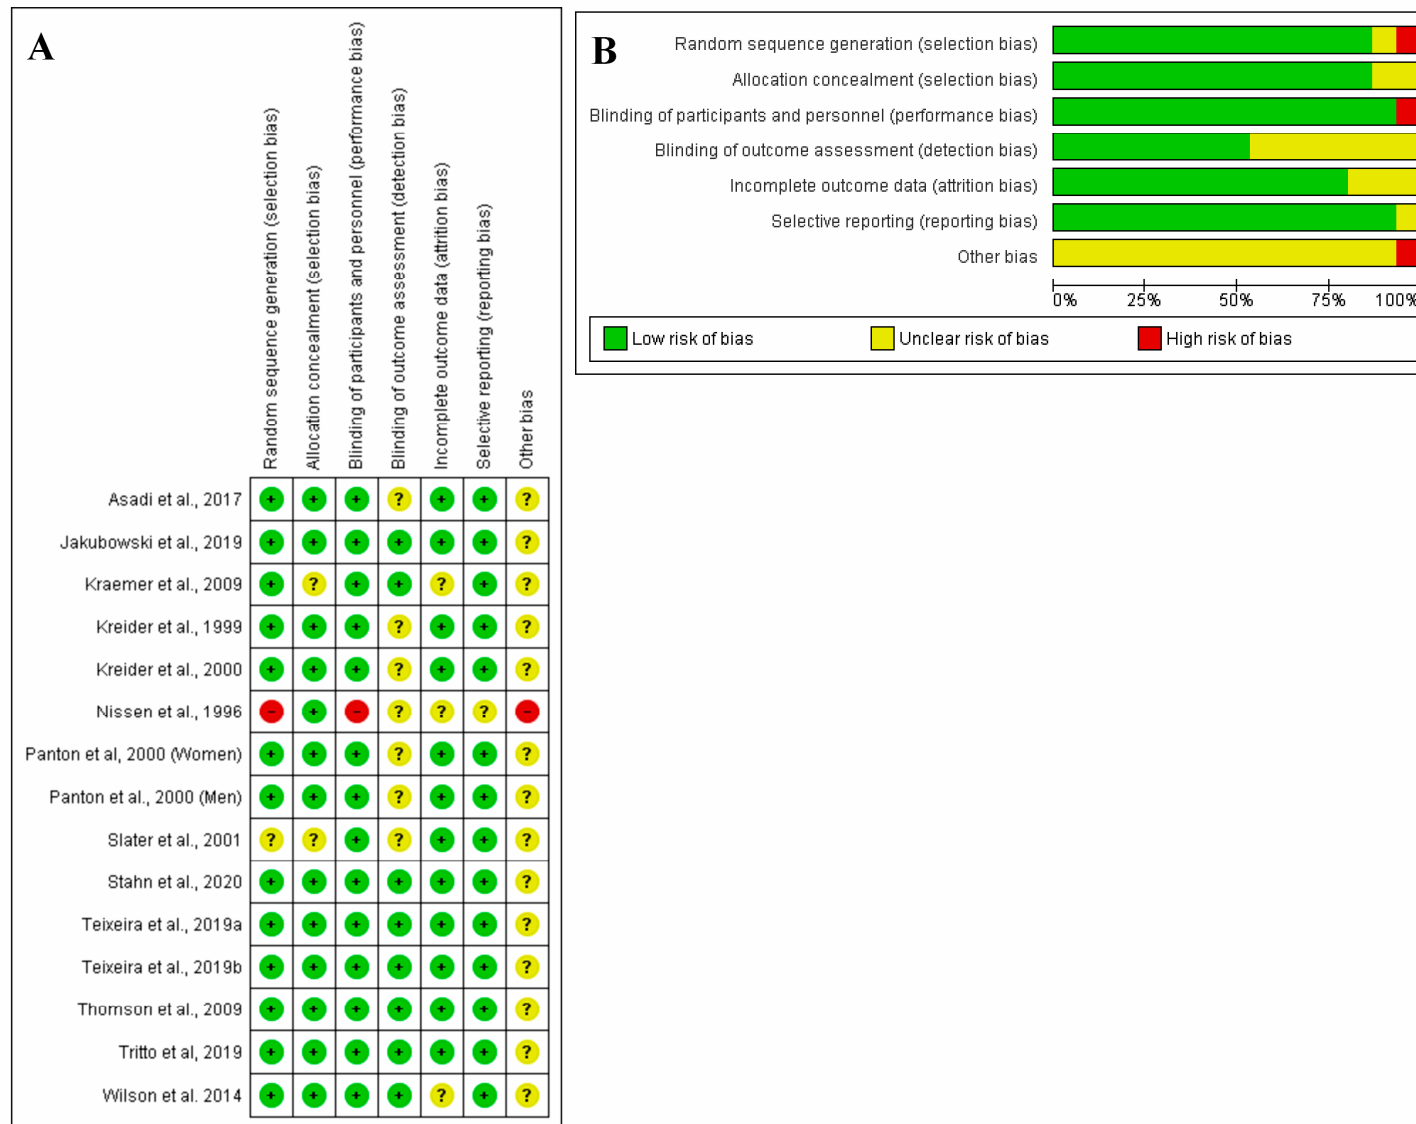 A
Random sequence generation (selection bias)
Allocation concealment (selection bias)
Blinding of participants and personnel (performance bias)
Blinding of outcome assessment (detection bias)
Incomplete outcome data (attrition bias)
Selective reporting (reporting bias)
Other bias
Asadi et al., 2017 + + + ? + + ?
Jakubowski et al., 2019 + + + + + + ?
Kraemer et al., 2009 + ? + + ? + ?
Kreider et al., 1999 + + + ? + + ?
Kreider et al., 2000 + + + ? + + ?
Nissen et al., 1996 - + - ? ? ? -
Panton et al, 2000 (Women) + + + ? + + ?
Panton et al., 2000 (Men) + + + ? + + ?
Slater et al., 2001 ? ? + ? + + ?
Stahn et al., 2020 + + + + + + ?
Teixeira et al., 2019a + + + + + + ?
Teixeira et al., 2019b + + + + + + ?
Thomson et al., 2009 + + + + + + ?
Tritto et al, 2019 + + + + + + ?
Wilson et al. 2014 + + + + ? + ?
B
Random sequence generation (selection bias)
Allocation concealment (selection bias)
Blinding of participants and personnel (performance bias)
Blinding of outcome assessment (detection bias)
Incomplete outcome data (attrition bias)
Selective reporting (reporting bias)
Other bias
0% 25% 50% 75% 100%
Low risk of bias Unclear risk of bias High risk of bias